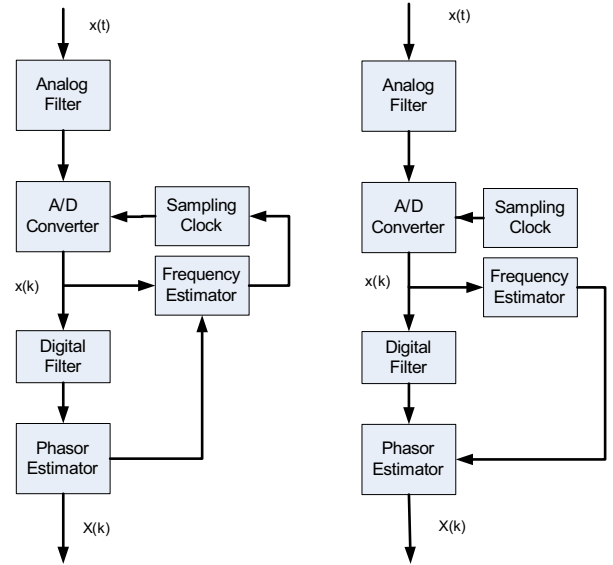 x(t)
Analog
Filter
A/D
Converter
Sampling
Clock
x(k)
Frequency
Estimator
Digital
Filter
Phasor
Estimator
X(k)
x(t)
Analog
Filter
A/D
Converter
Sampling
Clock
x(k)
Frequency
Estimator
Digital
Filter
Phasor
Estimator
X(k)